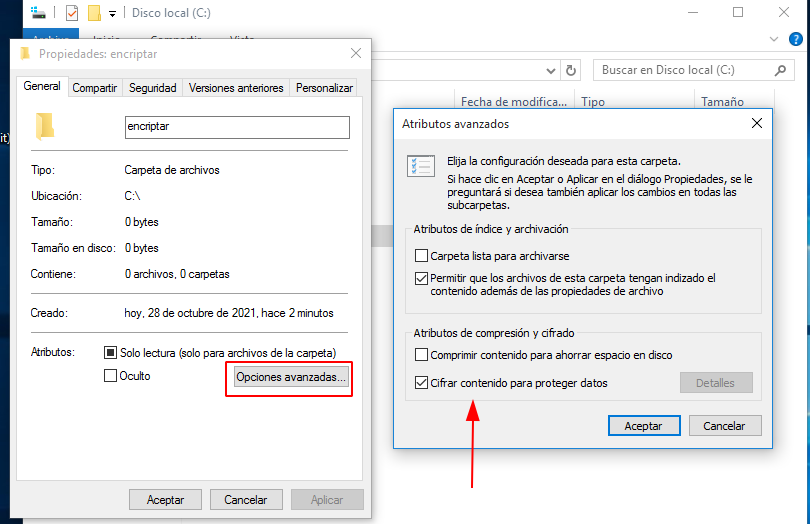 Disco local (C:)
Archivo Inicio Compartir Vista
Buscar en Disco local (C:)
Fecha de modifica... Tipo Tamaño
it)
Propiedades: encriptar
General Compartir Seguridad Versiones anteriores Personalizar
encriptar
Tipo: Carpeta de archivos
Ubicación: C:\
Tamaño: 0 bytes
Tamaño en disco: 0 bytes
Contiene: 0 archivos, 0 carpetas
Creado: hoy, 28 de octubre de 2021, hace 2 minutos
Atributos: Solo lectura (solo para archivos de la carpeta)
Oculto Opciones avanzadas...
Aceptar Cancelar Aplicar
Atributos avanzados
Elija la configuración deseada para esta carpeta.
Si hace clic en Aceptar o Aplicar en el diálogo Propiedades, se le
preguntará si desea también aplicar los cambios en todas las
subcarpetas.
Atributos de índice y archivación
Carpeta lista para archivarse
Permitir que los archivos de esta carpeta tengan indizado el
contenido además de las propiedades de archivo
Atributos de compresión y cifrado
Comprimir contenido para ahorrar espacio en disco
Cifrar contenido para proteger datos Detalles
Aceptar Cancelar